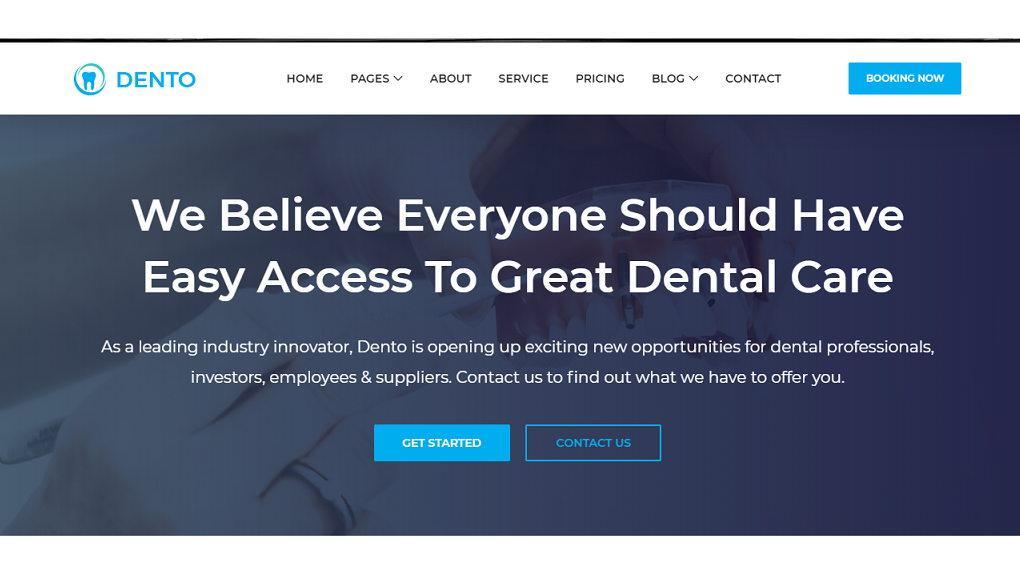 DENTO
HOME PAGES ABOUT SERVICE PRICING BLOG CONTACT
BOOKING NOW
We Believe Everyone Should Have
Easy Access To Great Dental Care
As a leading industry innovator, Dento is opening up exciting new opportunities for dental professionals,
investors, employees & suppliers. Contact us to find out what we have to offer you.
GET STARTED
CONTACT US